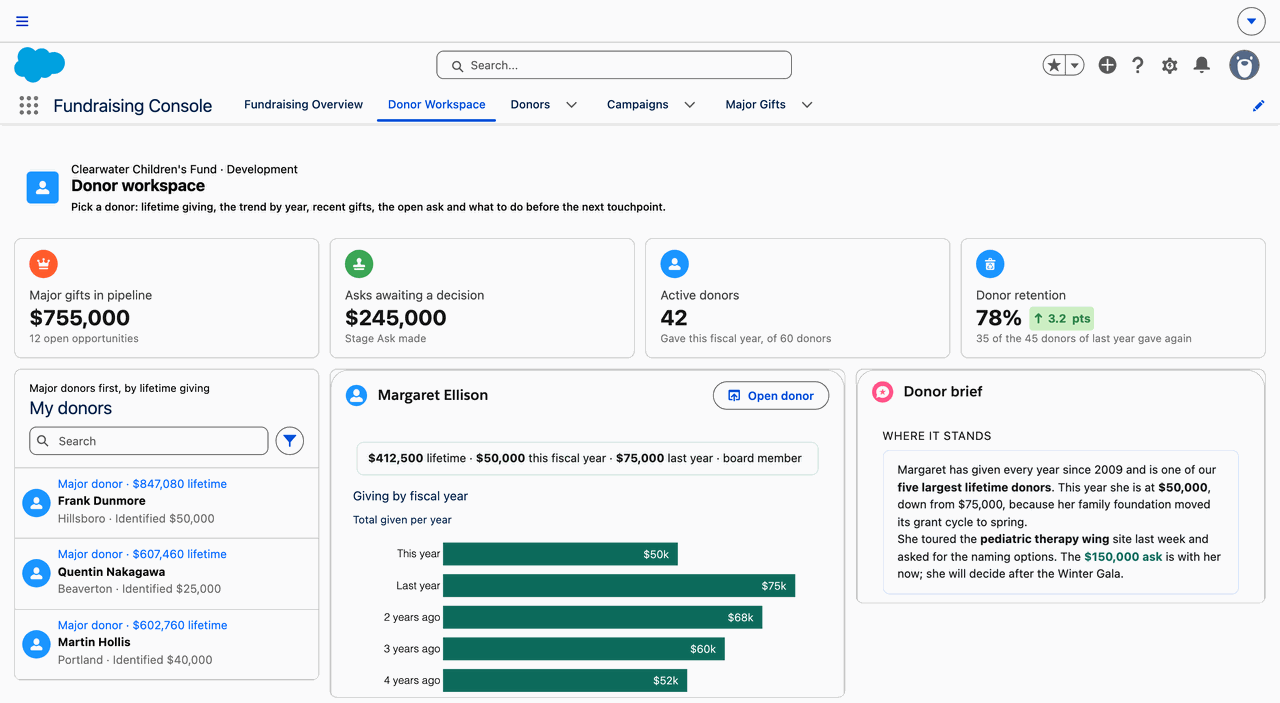 Search...
Fundraising Console
Fundraising Overview
Donor Workspace
Donors
Campaigns
Major Gifts
Clearwater Children's Fund · Development
Donor workspace
Pick a donor: lifetime giving, the trend by year, recent gifts, the open ask and what to do before the next touchpoint.
Major gifts in pipeline
$755,000
12 open opportunities
Asks awaiting a decision
$245,000
Stage Ask made
Active donors
42
Gave this fiscal year, of 60 donors
Donor retention
78% ↑ 3.2 pts
35 of the 45 donors of last year gave again
Major donors first, by lifetime giving
My donors
Search
Major donor · $847,080 lifetime
Frank Dunmore
Hillsboro · Identified $50,000
Major donor · $607,460 lifetime
Quentin Nakagawa
Beaverton · Identified $25,000
Major donor · $602,760 lifetime
Martin Hollis
Portland · Identified $40,000
Margaret Ellison
Open donor
$412,500 lifetime · $50,000 this fiscal year · $75,000 last year · board member
Giving by fiscal year
Total given per year
This year $50k
Last year $75k
2 years ago $68k
3 years ago $60k
4 years ago $52k
Donor brief
WHERE IT STANDS
Margaret has given every year since 2009 and is one of our
five largest lifetime donors. This year she is at $50,000,
down from $75,000, because her family foundation moved
its grant cycle to spring.
She toured the pediatric therapy wing site last week and
asked for the naming options. The $150,000 ask is with her
now; she will decide after the Winter Gala.